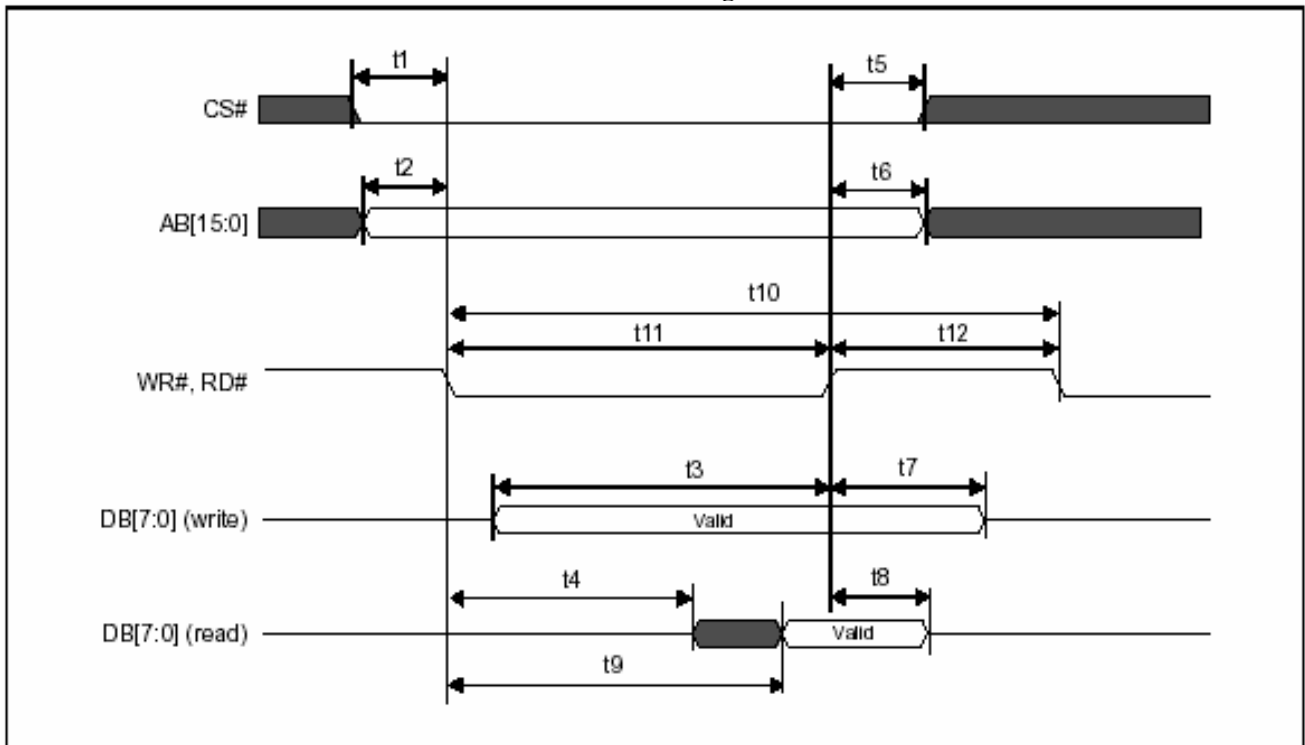 t1
t5
CS#
t2
t6
AB[15:0]
t10
t11
t12
WR#, RD#
t3
t7
DB[7:0] (write)
Valid
t4
t8
DB[7:0] (read)
Valid
t9